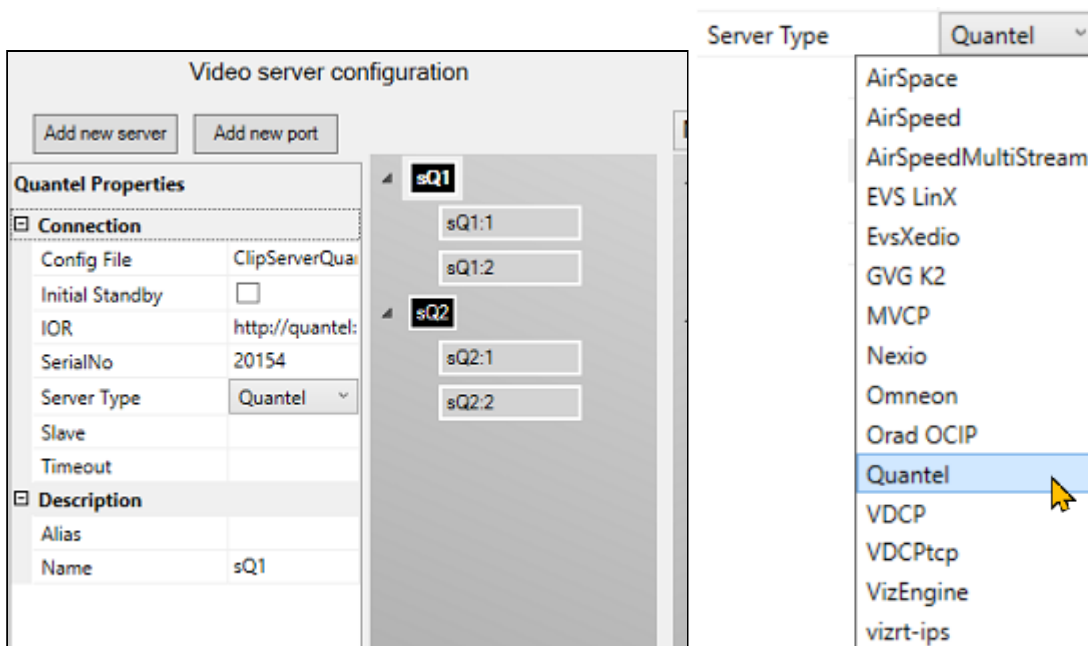 Video server configuration
Add new server
Add new port
Quantel Properties
Connection
Config File
Initial Standby
IOR
http://quantel:
SerialNo
20154
Server Type
Quantel
Slave
Timeout
Description
Alias
Name
sQ1
sQ1
sQ1:1
sQ1:2
sQ2
sQ2:1
sQ2:2
Server Type
Quantel
AirSpace
AirSpeed
AirSpeedMultiStream
EVS LinX
EvsXedio
GVG K2
MVCP
Nexio
Omneon
Orad OCIP
Quantel
VDCP
VDCPtcp
VizEngine
vizrt-ips